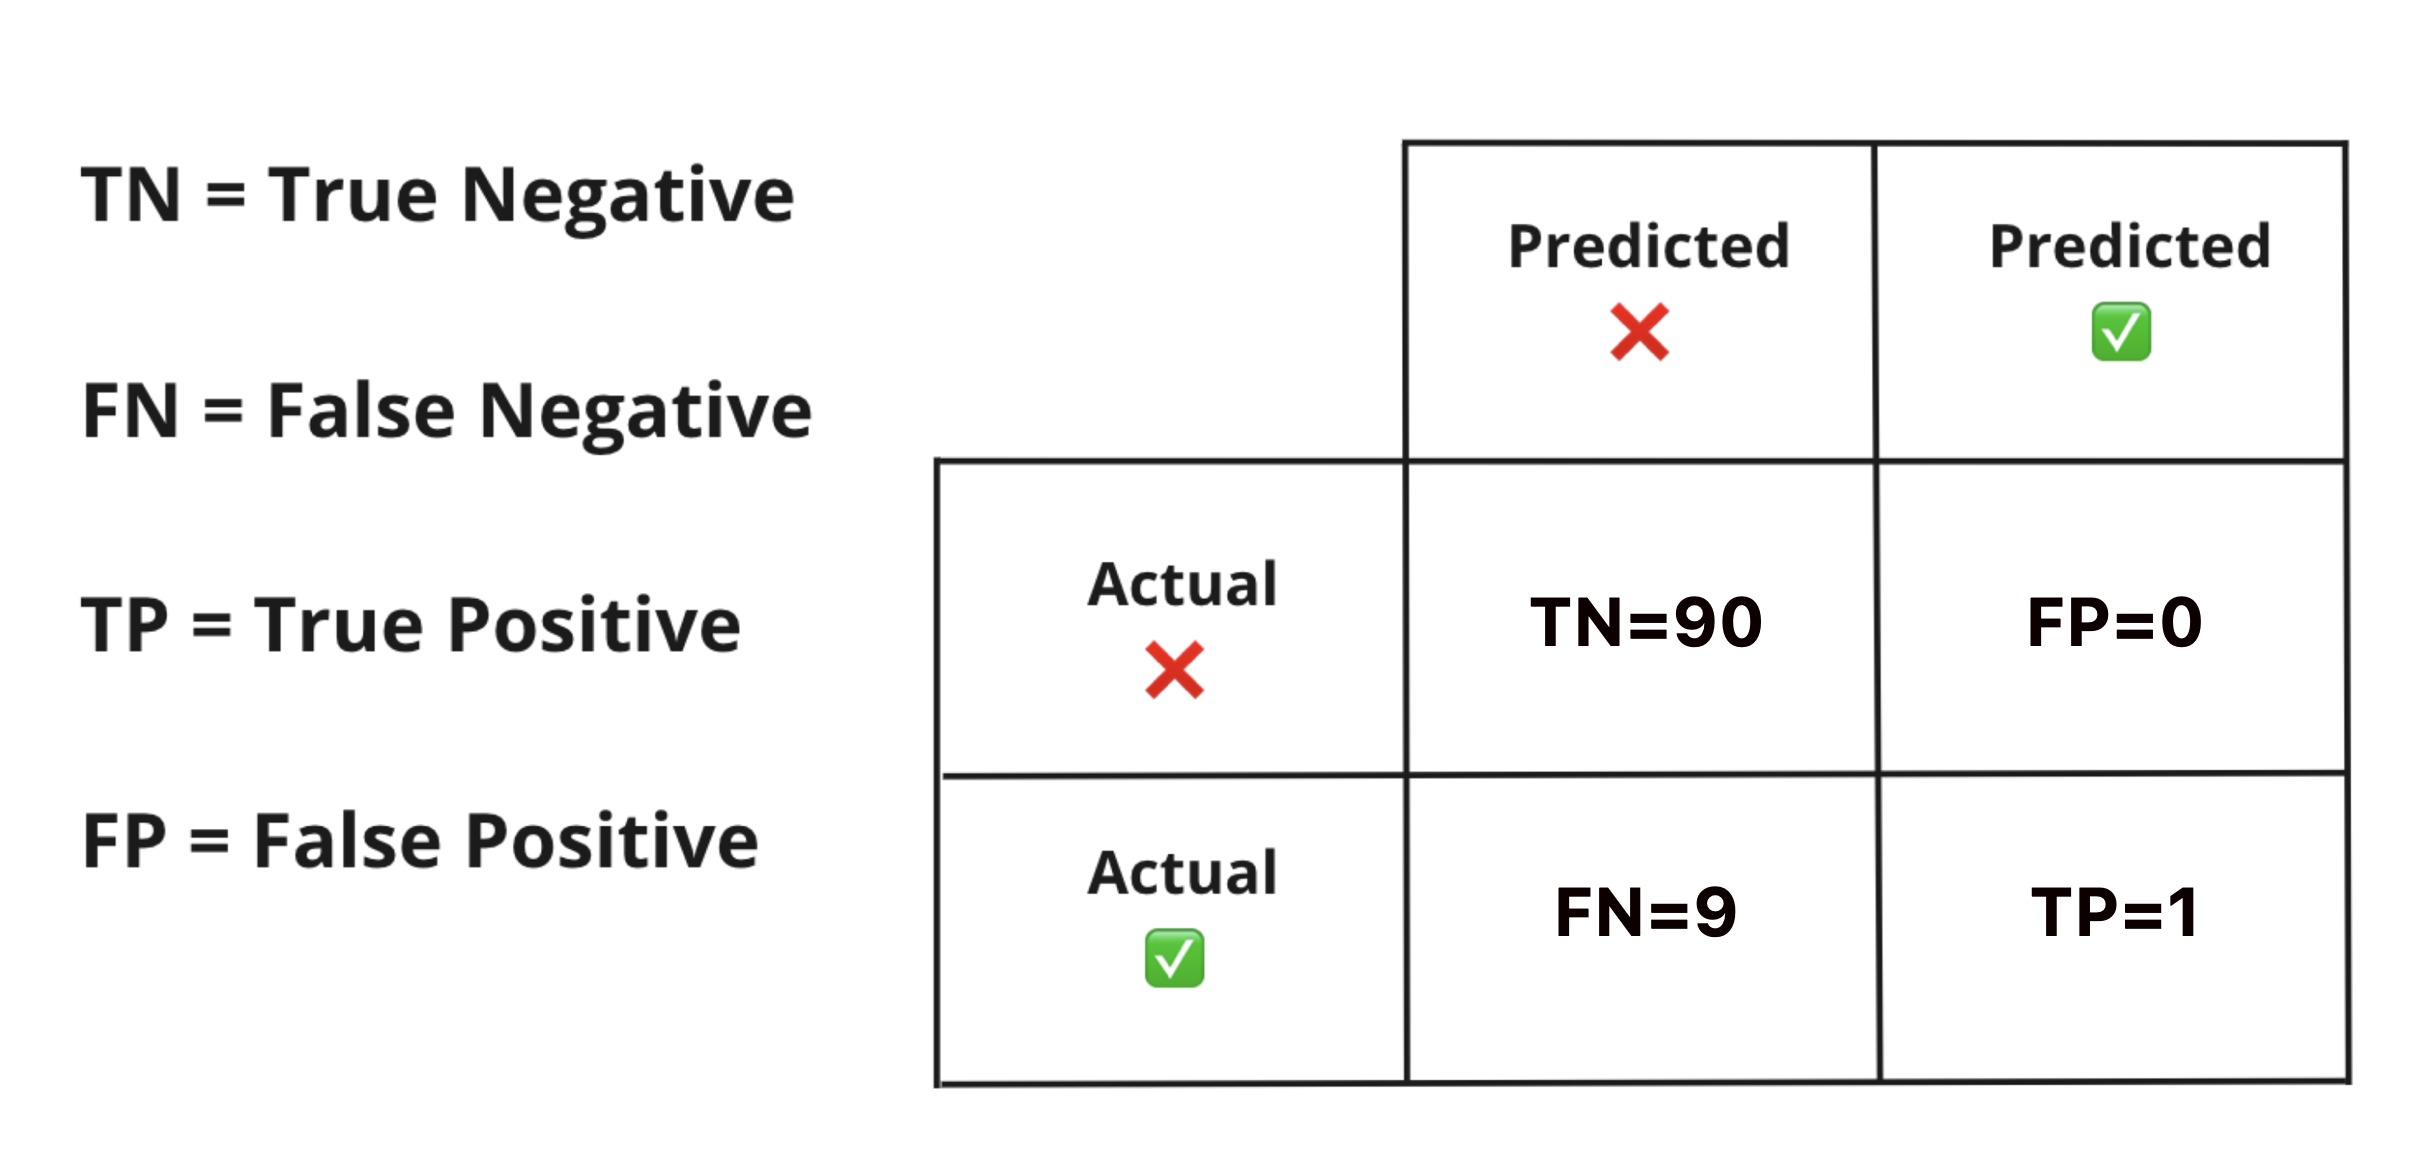 TN = True Negative
FN = False Negative
TP = True Positive
FP = False Positive
Predicted
Predicted
Actual
TN=90
FP=0
Actual
FN=9
TP=1